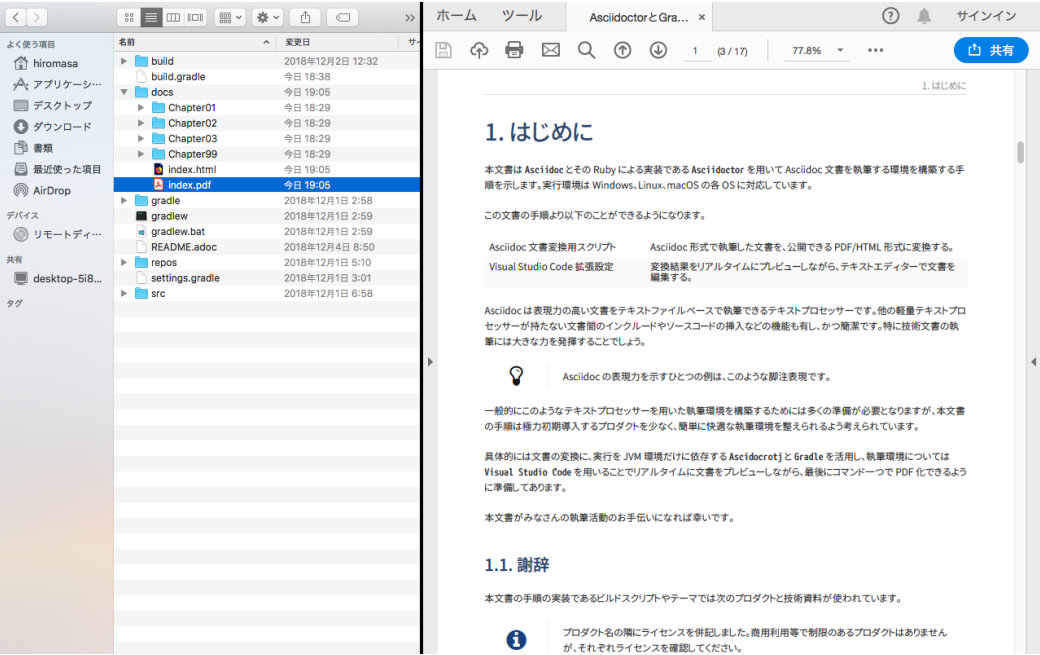 よく使う項目
hiromasa
アプリケーシ…
デスクトップ
ダウンロード
書類
最近使った項目
AirDrop
デバイス
リモートディ…
共有
desktop-5i8...
タグ
名前 変更日 サイ
build 2018年12月2日 12:32
build.gradle 今日 18:38
docs 今日 19:05
Chapter01 今日 18:29
Chapter02 今日 18:29
Chapter03 今日 18:29
Chapter99 今日 18:29
index.html 今日 19:05
index.pdf 今日 19:05
gradle 2018年12月1日 2:58
gradlew 2018年12月1日 2:59
gradlew.bat 2018年12月1日 2:59
README.adoc 2018年12月4日 8:50
repos 2018年12月1日 5:10
settings.gradle 2018年12月1日 3:01
src 2018年12月1日 6:58
ホーム ツール AsciidoctorとGra... × サインイン
1 (3 / 17) 77.8% 共有
1. はじめに
1. はじめに
本文書は Asciidoc とその Ruby による実装である Asciidoctor を用いて Asciidoc 文書を執筆する環境を構築する手
順を示します。実行環境は Windows、Linux、macOS の各 OS に対応しています。
この文書の手順より以下のことができるようになります。
Asciidoc 文書変換用スクリプト Asciidoc 形式で執筆した文書を、公開できる PDF/HTML 形式に変換する。
Visual Studio Code 拡張設定 変換結果をリアルタイムにプレビューしながら、テキストエディターで文書を
編集する。
Asciidoc は表現力の高い文書をテキストファイルベースで執筆できるテキストプロセッサーです。他の軽量テキストプロ
セッサーが持たない文書間のインクルードやソースコードの挿入などの機能も有し、かつ簡潔です。特に技術文書の執
筆には大きな力を発揮することでしょう。
Asciidoc の表現力を示すひとつの例は、このような脚注表現です。
一般的にこのようなテキストプロセッサーを用いた執筆環境を構築するためには多くの準備が必要となりますが、本文書
の手順は極力初期導入するプロダクトを少なく、簡単に快適な執筆環境を整えられるよう考えられています。
具体的には文書の変換に、実行を JVM 環境だけに依存する Ascidocrotj と Gradle を活用し、執筆環境については
Visual Studio Code を用いることでリアルタイムに文書をプレビューしながら、最後にコマンド一つで PDF 化できるよう
に準備してあります。
本文書がみなさんの執筆活動のお手伝いになれば幸いです。
1.1. 謝辞
本文書の手順の実装であるビルドスクリプトやテーマでは次のプロダクトと技術資料が使われています。
プロダクト名の隣にライセンスを併記しました。商用利用等で制限のあるプロダクトはありません
が、それぞれライセンスを確認してください。